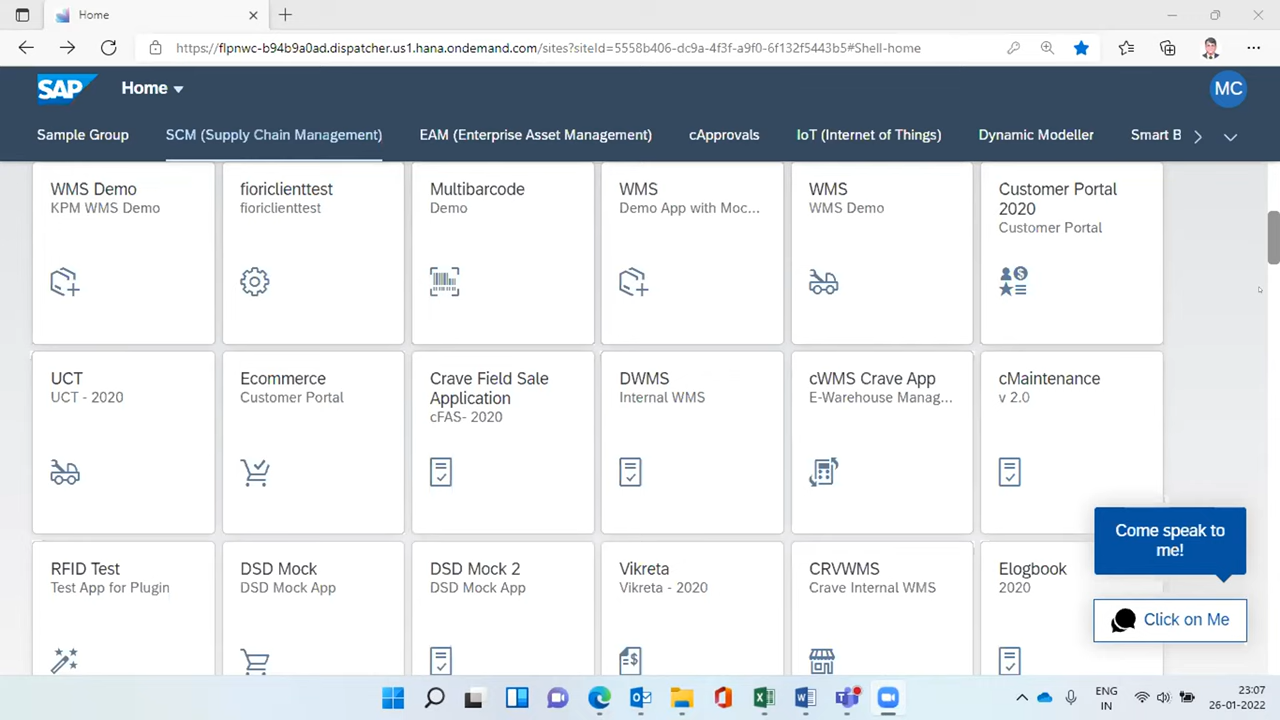 Home
https://flpnwc-b94b9a0ad.dispatcher.us1.hana.ondemand.com/sites?siteId=5558b406-dc9a-4f3f-a9f0-6f132f5443b5#Shell-home
SAP Home MC
Sample Group SCM (Supply Chain Management) EAM (Enterprise Asset Management) cApprovals IoT (Internet of Things) Dynamic Modeller Smart B
WMS Demo
KPM WMS Demo
fioriclienttest
fioriclienttest
Multibarcode
Demo
WMS
Demo App with Moc...
WMS
WMS Demo
Customer Portal
2020
Customer Portal
UCT
UCT - 2020
Ecommerce
Customer Portal
Crave Field Sale
Application
cFAS- 2020
DWMS
Internal WMS
cWMS Crave App
E-Warehouse Manag...
cMaintenance
v 2.0
RFID Test
Test App for Plugin
DSD Mock
DSD Mock App
DSD Mock 2
DSD Mock App
Vikreta
Vikreta - 2020
CRVWMS
Crave Internal WMS
Elogbook
2020
Come speak to
me!
Click on Me
ENG
IN
23:07
26-01-2022